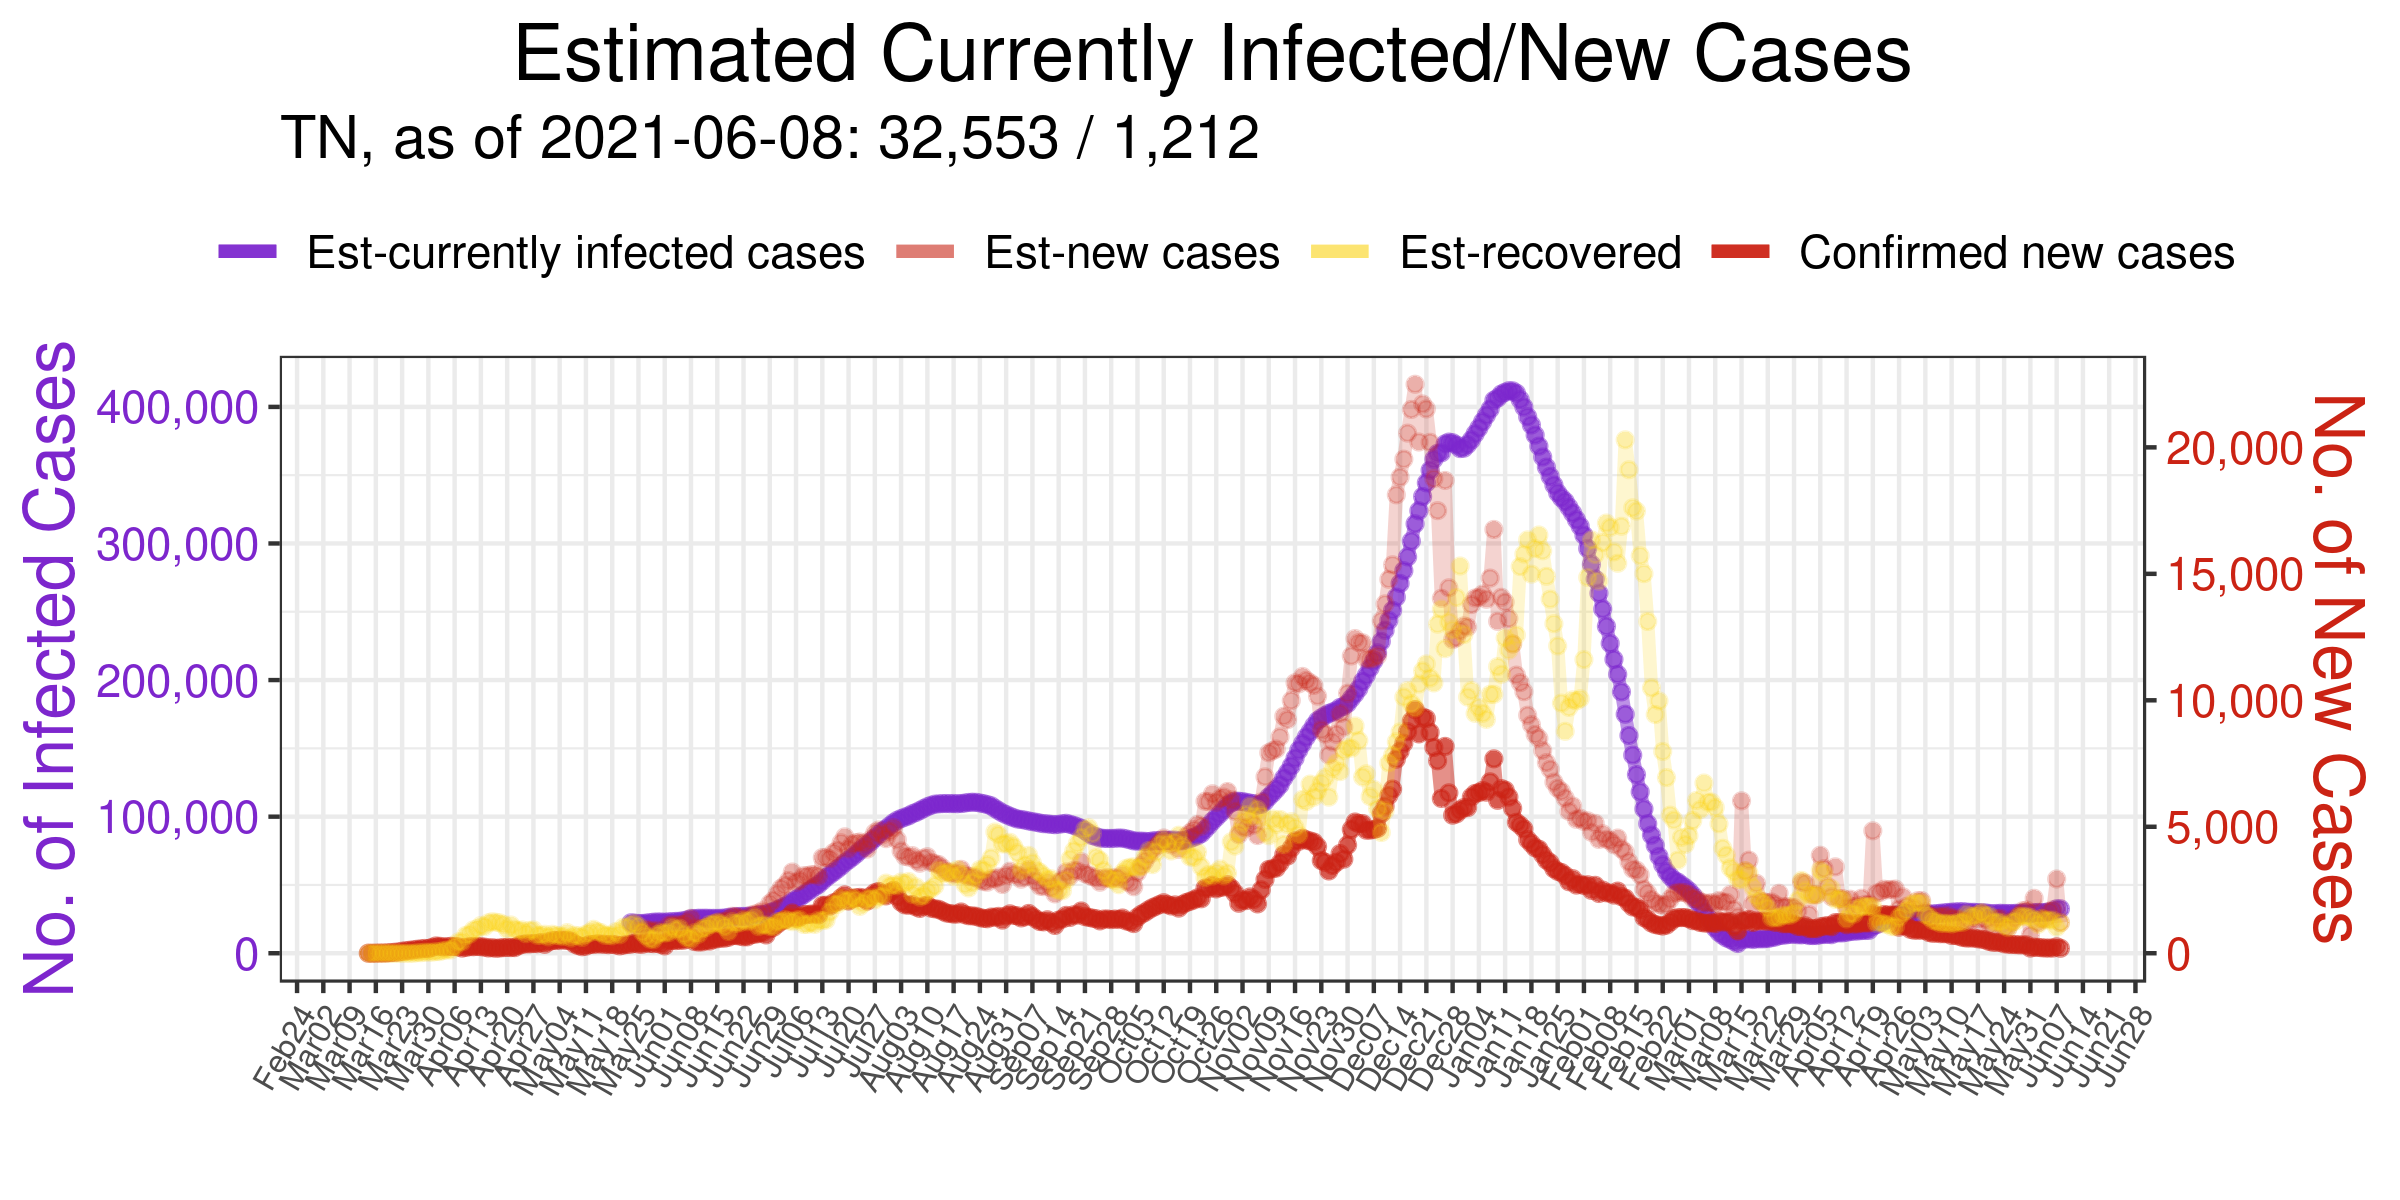 Estimated Currently Infected/New Cases
TN, as of 2021-06-08: 32,553 / 1,212
Est-currently infected cases Est-new cases Est-recovered Confirmed new cases
No. of Infected Cases
400,000
300,000
200,000
100,000
0
No. of New Cases
20,000
15,000
10,000
5,000
0
Feb24 Mar02 Mar09 Mar16 Mar23 Mar30 Apr06 Apr13 Apr20 Apr27 May04 May11 May18 May25 Jun01 Jun08 Jun15 Jun22 Jun29 Jul06 Jul13 Jul20 Jul27 Aug03 Aug10 Aug17 Aug24 Aug31 Sep07 Sep14 Sep21 Sep28 Oct05 Oct12 Oct19 Oct26 Nov02 Nov09 Nov16 Nov23 Nov30 Dec07 Dec14 Dec21 Dec28 Jan04 Jan11 Jan18 Jan25 Feb01 Feb08 Feb15 Feb22 Mar01 Mar08 Mar15 Mar22 Mar29 Apr05 Apr12 Apr19 Apr26 May03 May10 May17 May24 May31 Jun07 Jun14 Jun21 Jun28